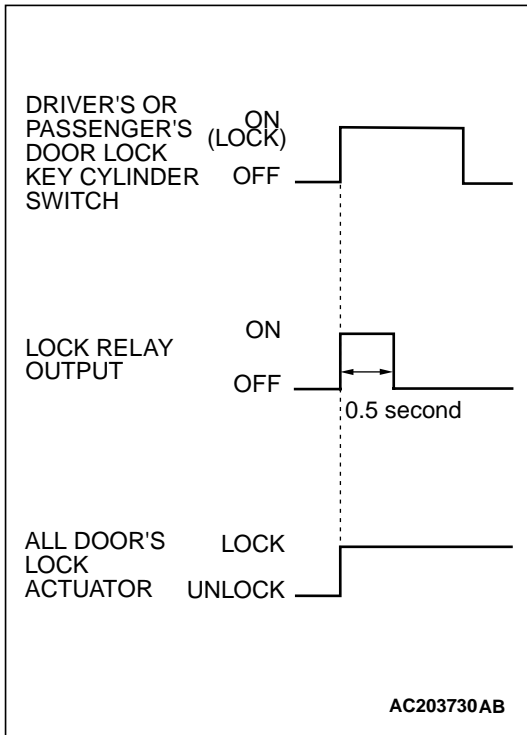 DRIVER'S OR
PASSENGER'S
DOOR LOCK
KEY CYLINDER
SWITCH
ON
(LOCK)
OFF
LOCK RELAY
OUTPUT
ON
OFF
0.5 second
ALL DOOR'S
LOCK
ACTUATOR
LOCK
UNLOCK
AC203730AB